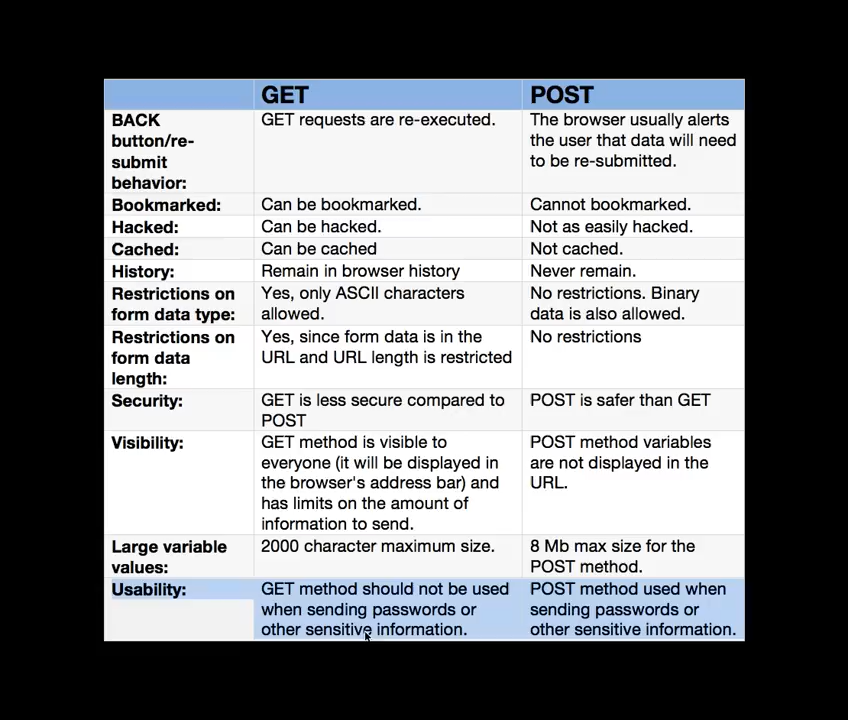 GET POST
BACK button/re-submit behavior: GET requests are re-executed. The browser usually alerts the user that data will need to be re-submitted.
Bookmarked: Can be bookmarked. Cannot bookmarked.
Hacked: Can be hacked. Not as easily hacked.
Cached: Can be cached Not cached.
History: Remain in browser history Never remain.
Restrictions on form data type: Yes, only ASCII characters allowed. No restrictions. Binary data is also allowed.
Restrictions on form data length: Yes, since form data is in the URL and URL length is restricted No restrictions
Security: GET is less secure compared to POST POST is safer than GET
Visibility: GET method is visible to everyone (it will be displayed in the browser's address bar) and has limits on the amount of information to send. POST method variables are not displayed in the URL.
Large variable values: 2000 character maximum size. 8 Mb max size for the POST method.
Usability: GET method should not be used when sending passwords or other sensitive information. POST method used when sending passwords or other sensitive information.